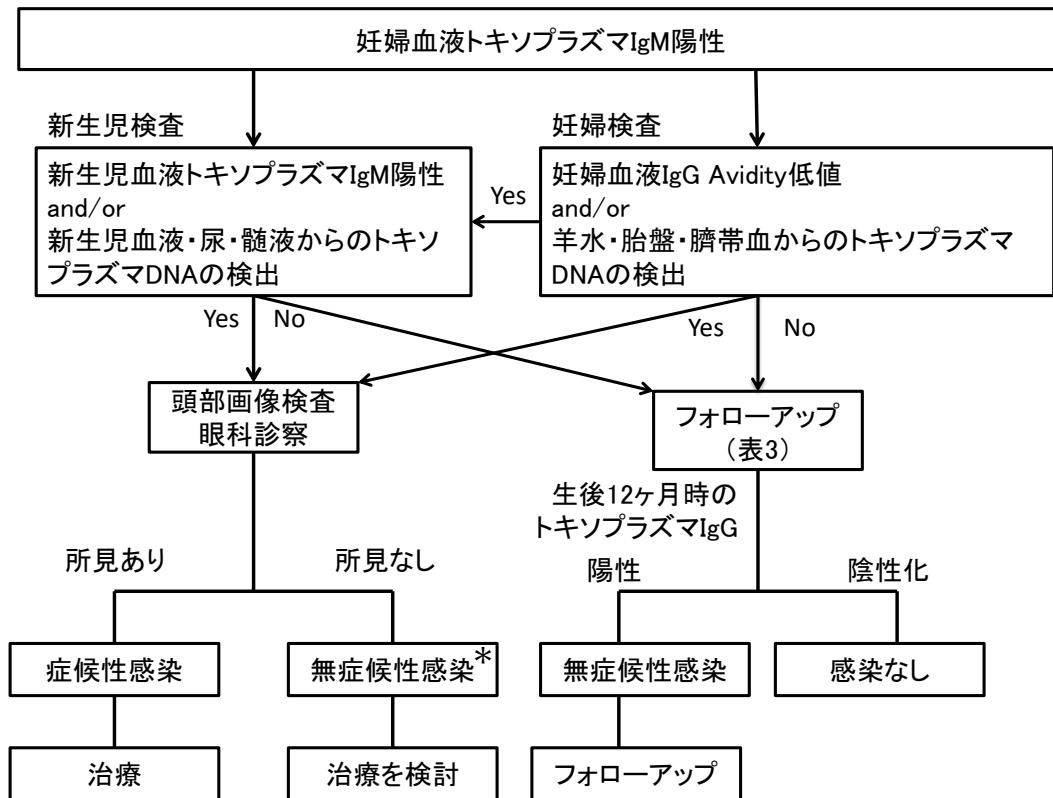 妊婦血液トキソプラズマIgM陽性
新生児検査
妊婦検査
新生児血液トキソプラズマIgM陽性
and/or
新生児血液・尿・髄液からのトキソ
プラズマDNAの検出
Yes
妊婦血液IgG Avidity低値
and/or
羊水・胎盤・臍帯血からのトキソプラズマ
DNAの検出
Yes
No
Yes
No
頭部画像検査
眼科診察
フォローアップ
（表3）
生後12ヶ月時の
トキソプラズマIgG
所見あり
所見なし
陽性
陰性化
症候性感染
無症候性感染*
無症候性感染
感染なし
治療
治療を検討
フォローアップ